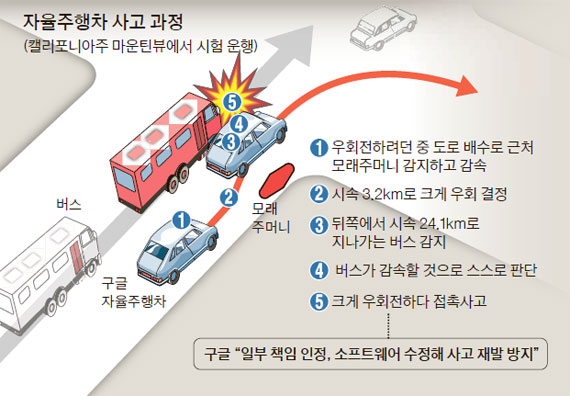 자율주행차 사고 과정
(캘리포니아주 마운틴뷰에서 시험 운행)
5
4
3
2
1
버스
모래
주머니
구글
자율주행차
1 우회전하려던 중 도로 배수로 근처
모래주머니 감지하고 감속
2 시속 3.2km로 크게 우회 결정
3 뒤쪽에서 시속 24.1km로
지나가는 버스 감지
4 버스가 감속할 것으로 스스로 판단
5 크게 우회전하다 접촉사고
구글 “일부 책임 인정, 소프트웨어 수정해 사고 재발 방지”